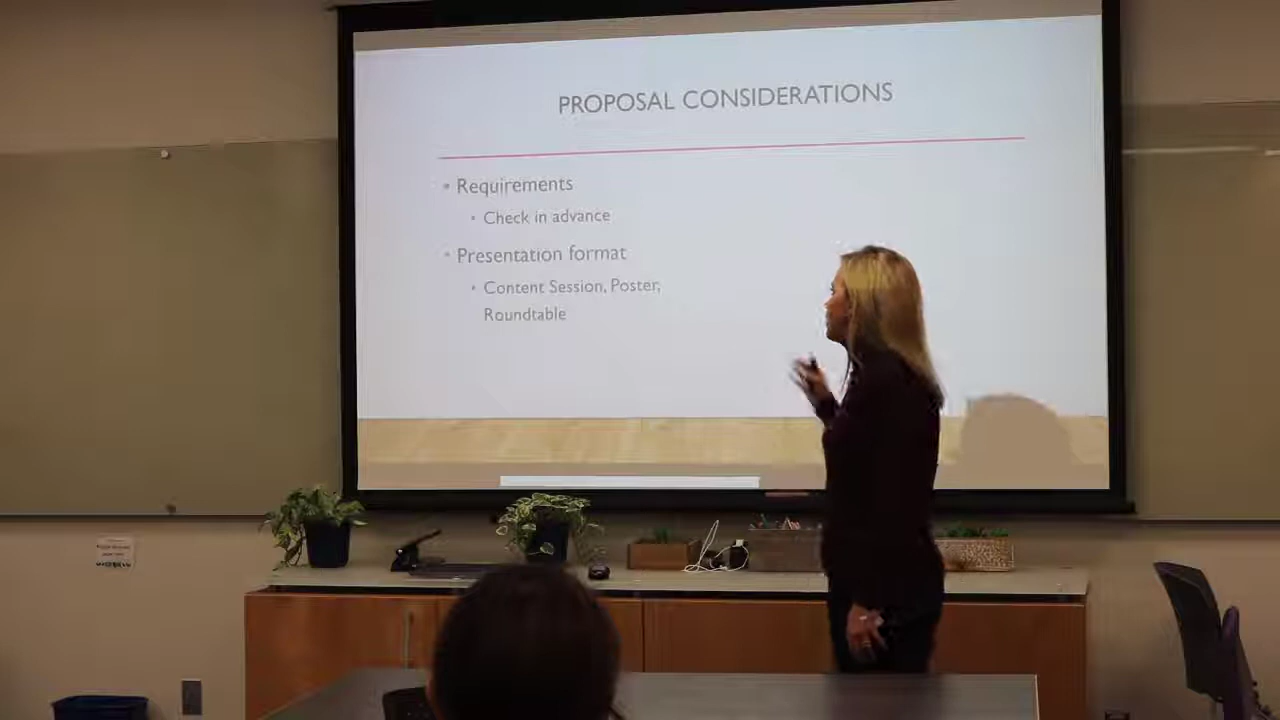 PROPOSAL CONSIDERATIONS
• Requirements
• Check in advance
• Presentation format
• Content Session, Poster,
Roundtable